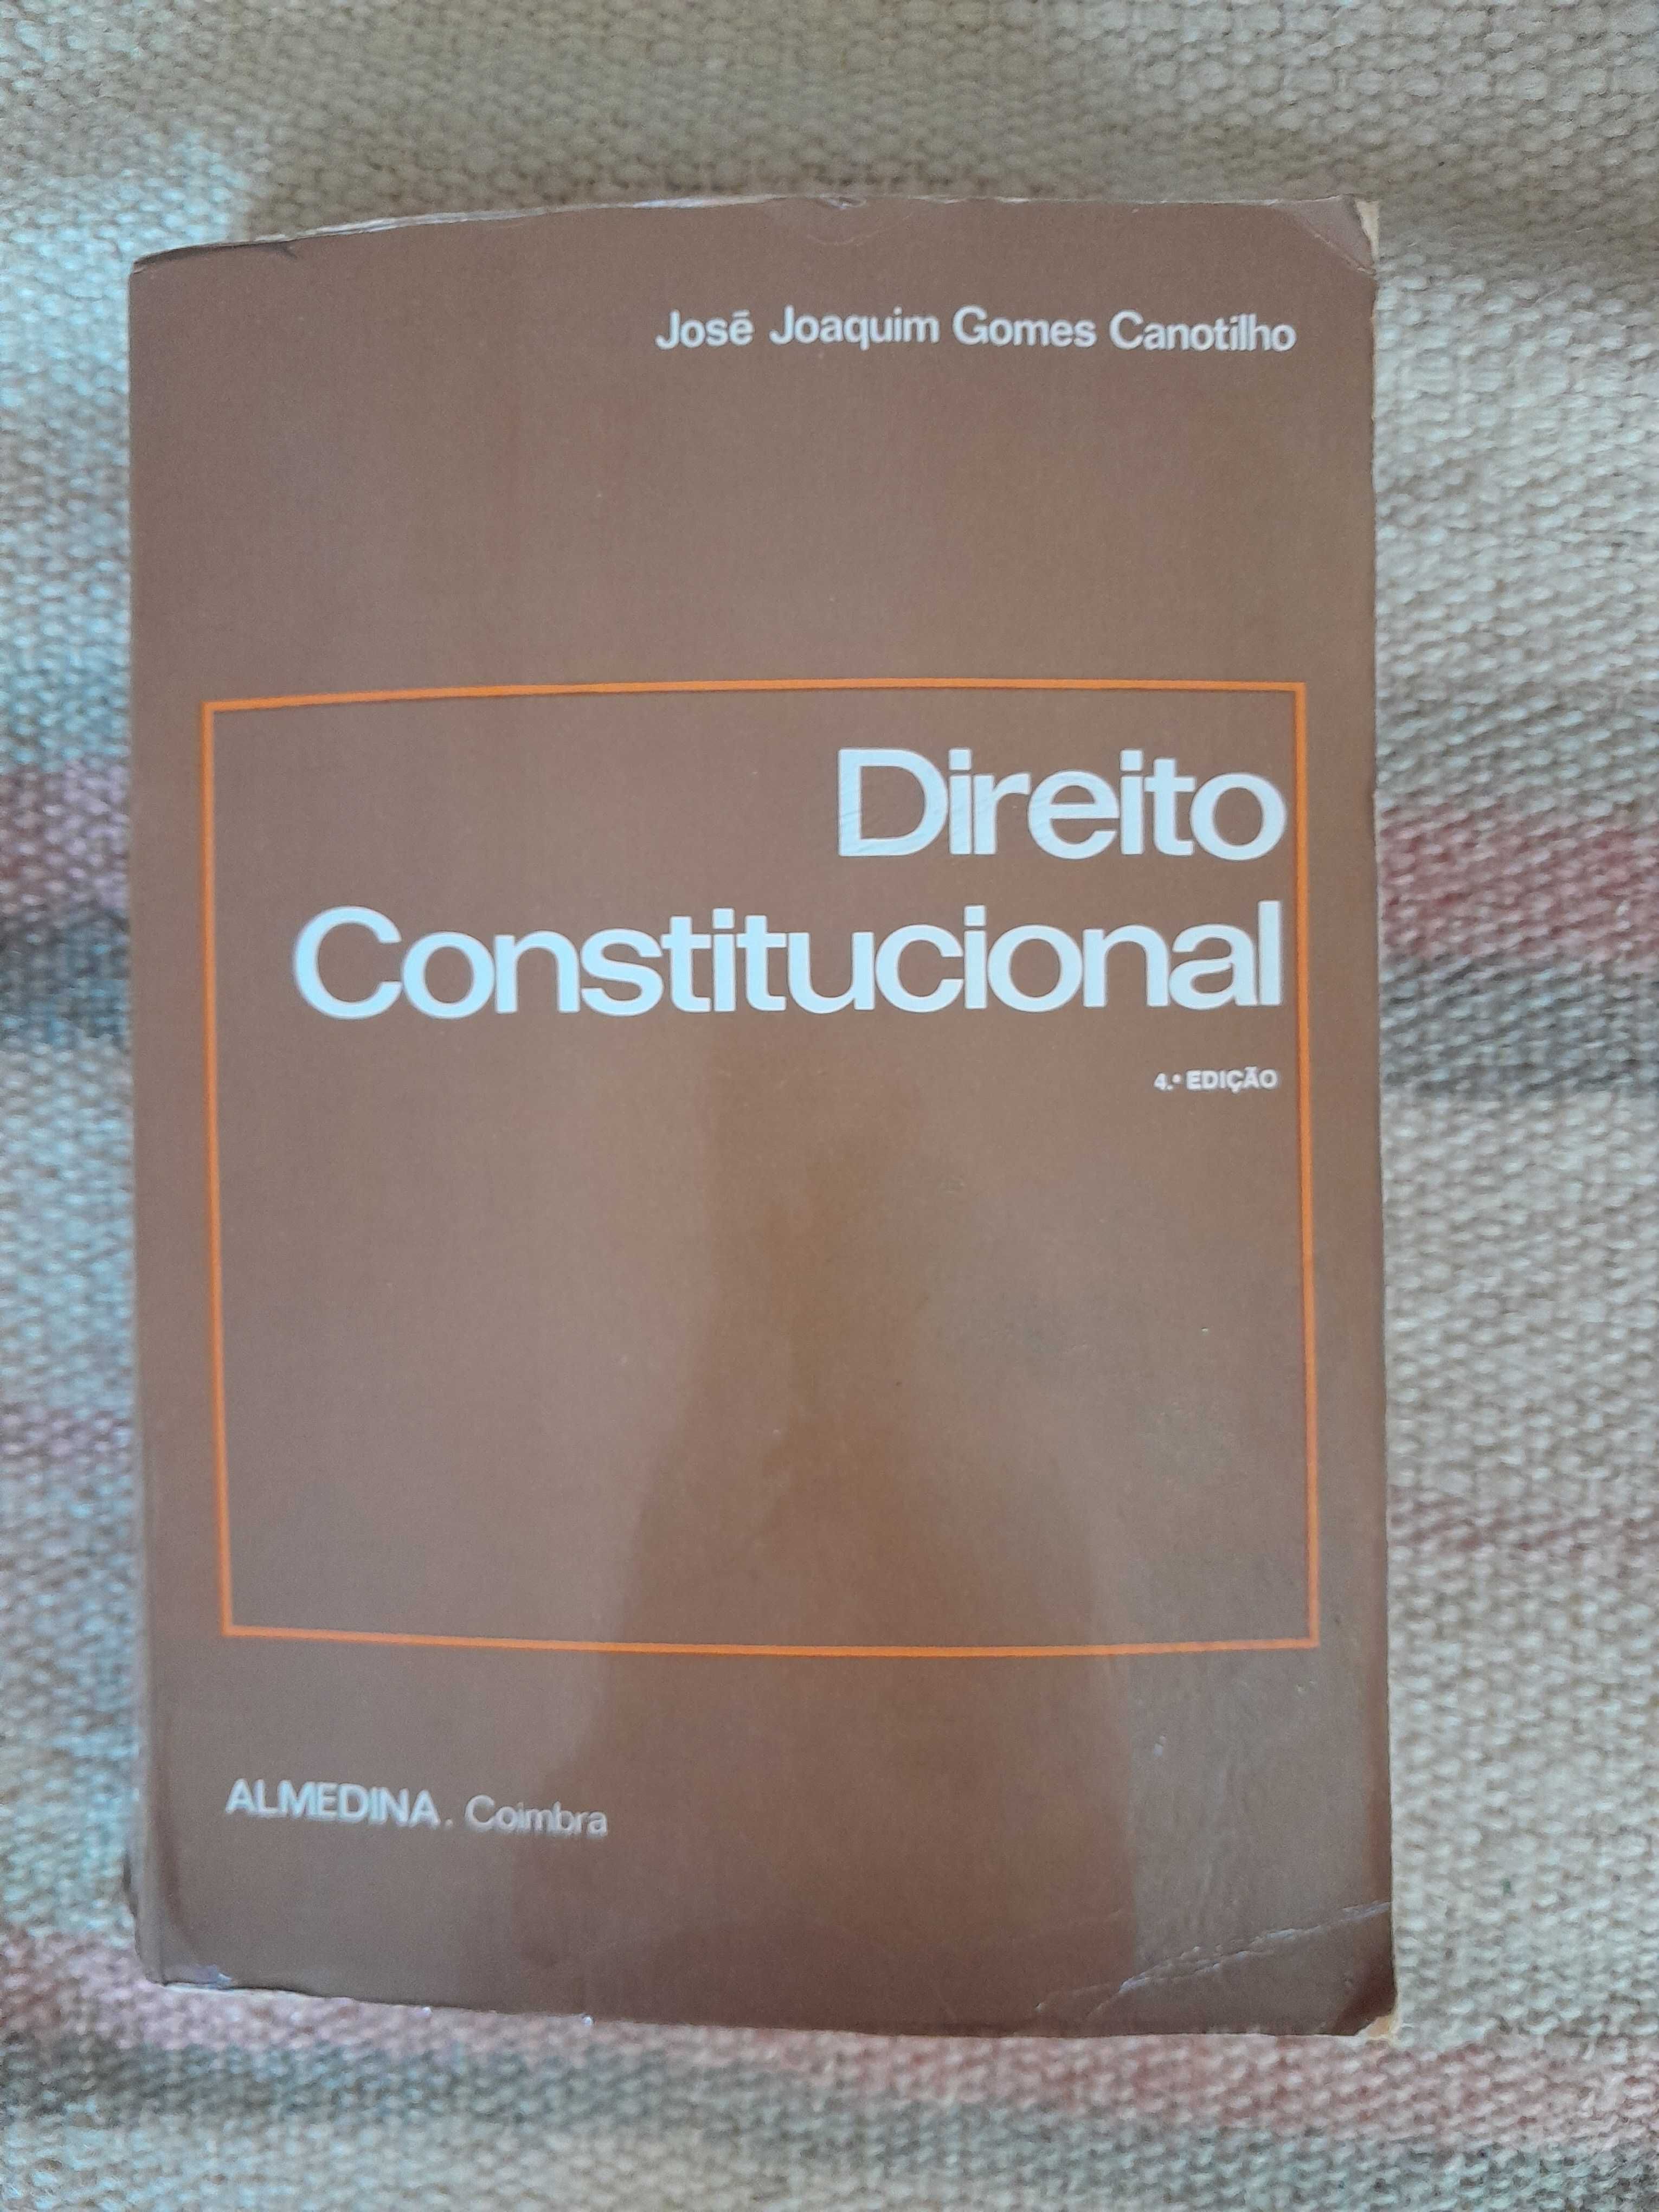 José Joaquim Gomes Canotilho
Direito
Constitucional
4.ª EDIÇÃO
ALMEDINA. Coimbra